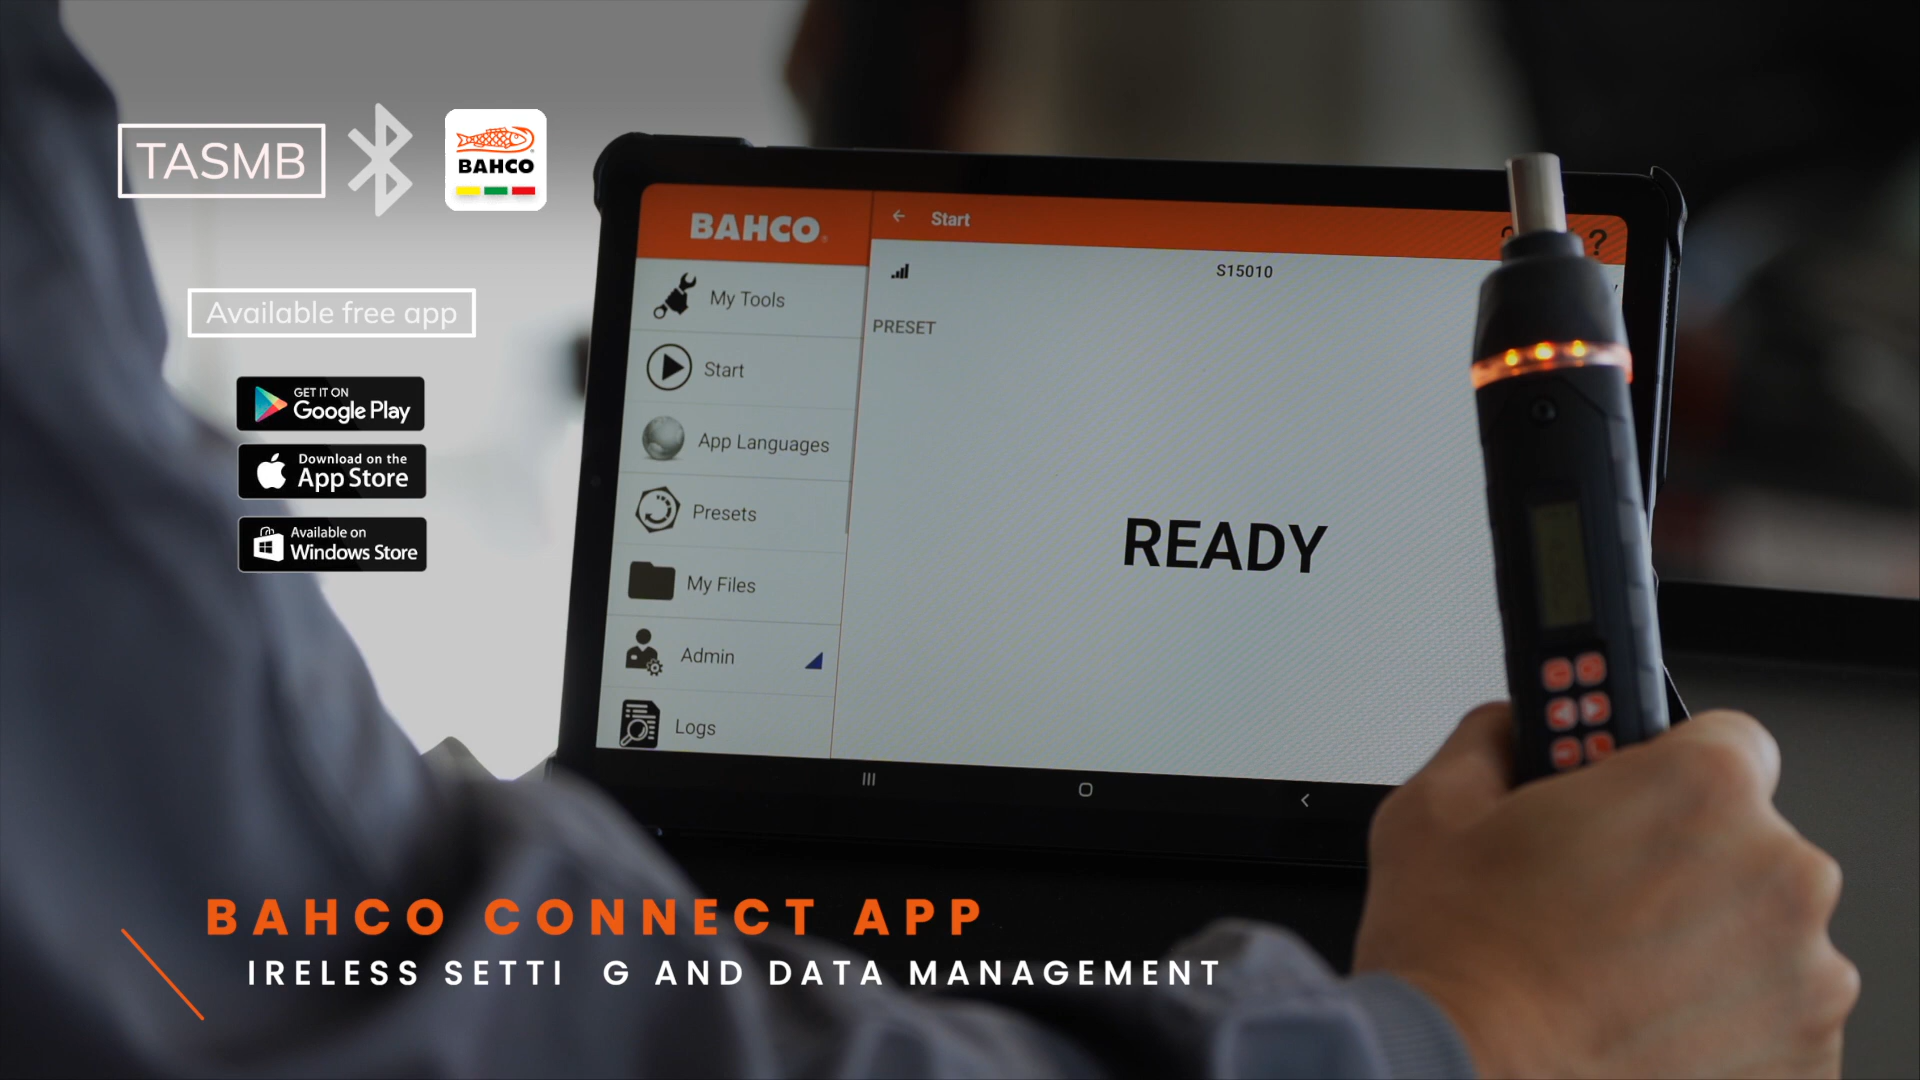 TASMB
BAHCO
Available free app
GET IT ON
Google Play
Download on the
App Store
Available on
Windows Store
BAHCO
Start
?
S15010
PRESET
READY
My Tools
Start
App Languages
Presets
My Files
Admin
Logs
BAHCO CONNECT APP
IRELESS SETTI G AND DATA MANAGEMENT